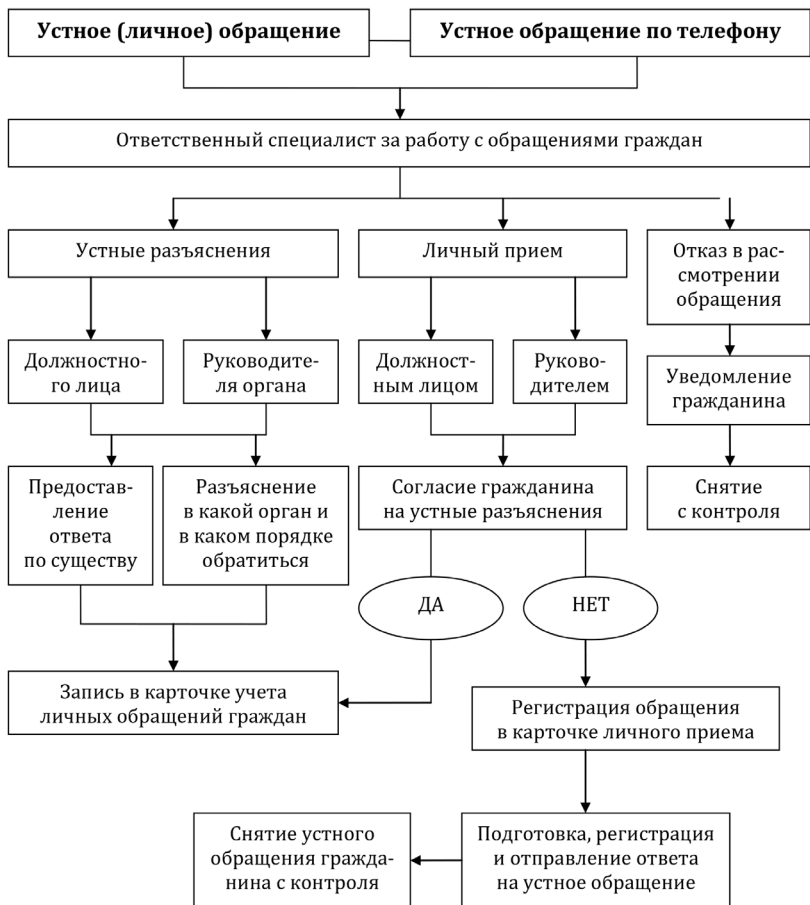 Устное (личное) обращение
Устное обращение по телефону
Ответственный специалист за работу с обращениями граждан
Устные разъяснения
Личный прием
Отказ в рас-
смотрении
обращения
Должностно-
го лица
Руководите-
ля органа
Должност-
ным лицом
Руково-
дителем
Уведомление
гражданина
Предостав-
ление
ответа
по существу
Разъяснение
в какой орган и
в каком порядке
обратиться
Согласие гражданина
на устные разъяснения
Снятие
с контроля
ДА
НЕТ
Запись в карточке учета
личных обращений граждан
Регистрация обращения
в карточке личного приема
Снятие устного
обращения гражда-
нина с контроля
Подготовка, регистрация
и отправление ответа
на устное обращение